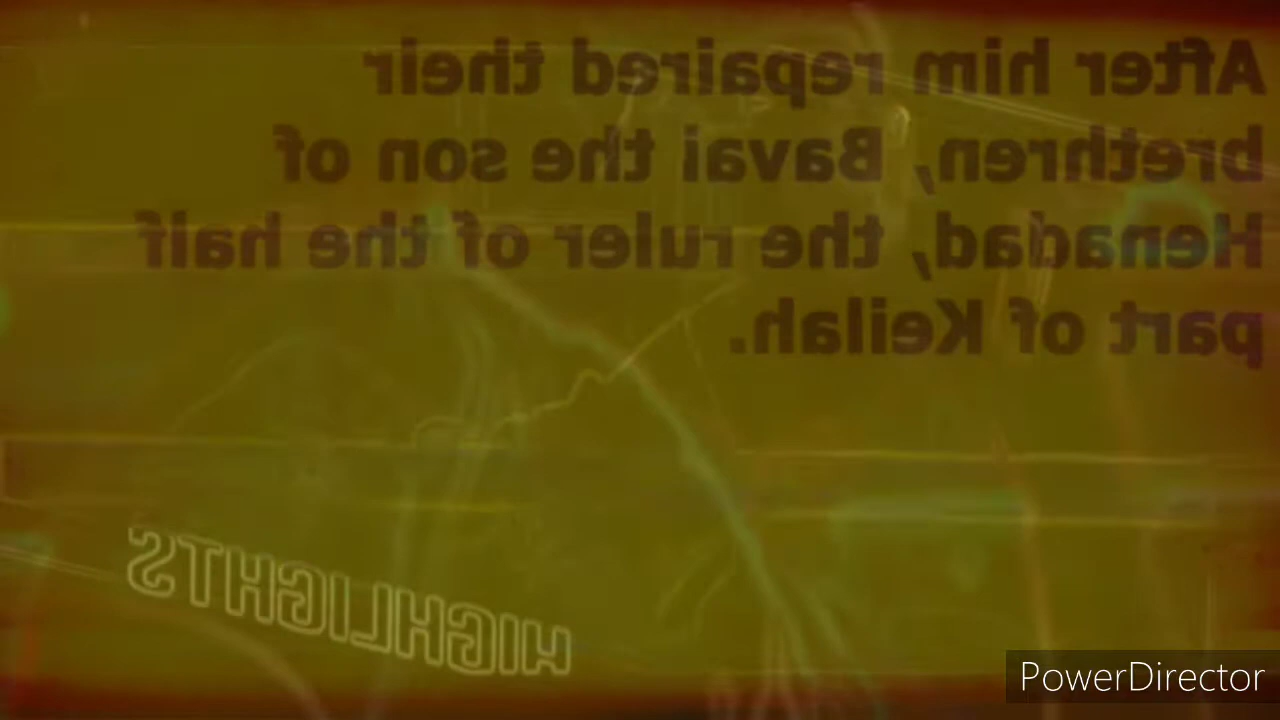 After him repaired their
brethren, Bavai the son of
Henadad, the ruler of the half
part of Keilah.
HIGHLIGHTS
PowerDirector